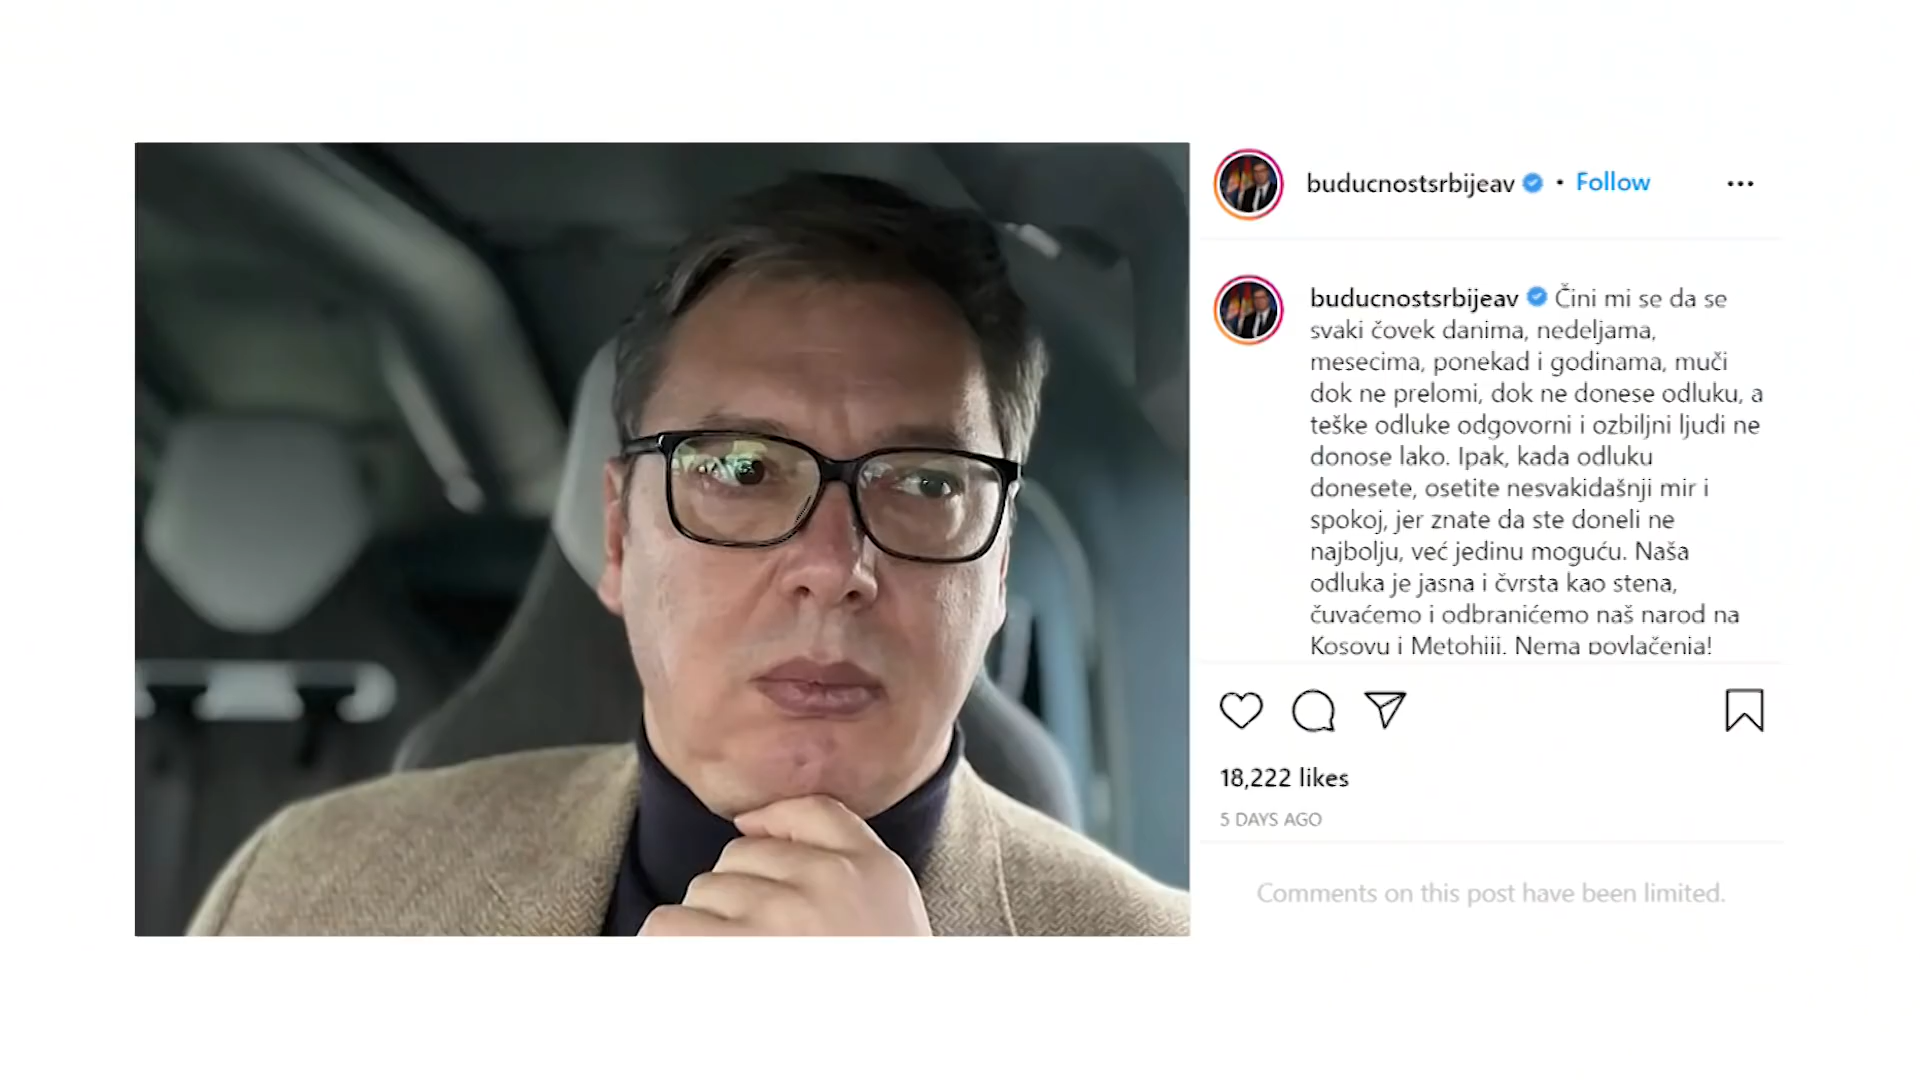 buducnostsrbijeav • Follow
buducnostsrbijeav Čini mi se da se
svaki čovek danima, nedeljama,
mesecima, ponekad i godinama, muči
dok ne prelomi, dok ne donese odluku, a
teške odluke odgovorni i ozbiljni ljudi ne
donose lako. Ipak, kada odluku
donesete, osetite nesvakidašnji mir i
spokoj, jer znate da ste doneli ne
najbolju, već jedinu moguću. Naša
odluka je jasna i čvrsta kao stena,
čuvaćemo i odbranićemo naš narod na
Kosovu i Metohiji. Nema povlačenja!
18,222 likes
5 DAYS AGO
Comments on this post have been limited.